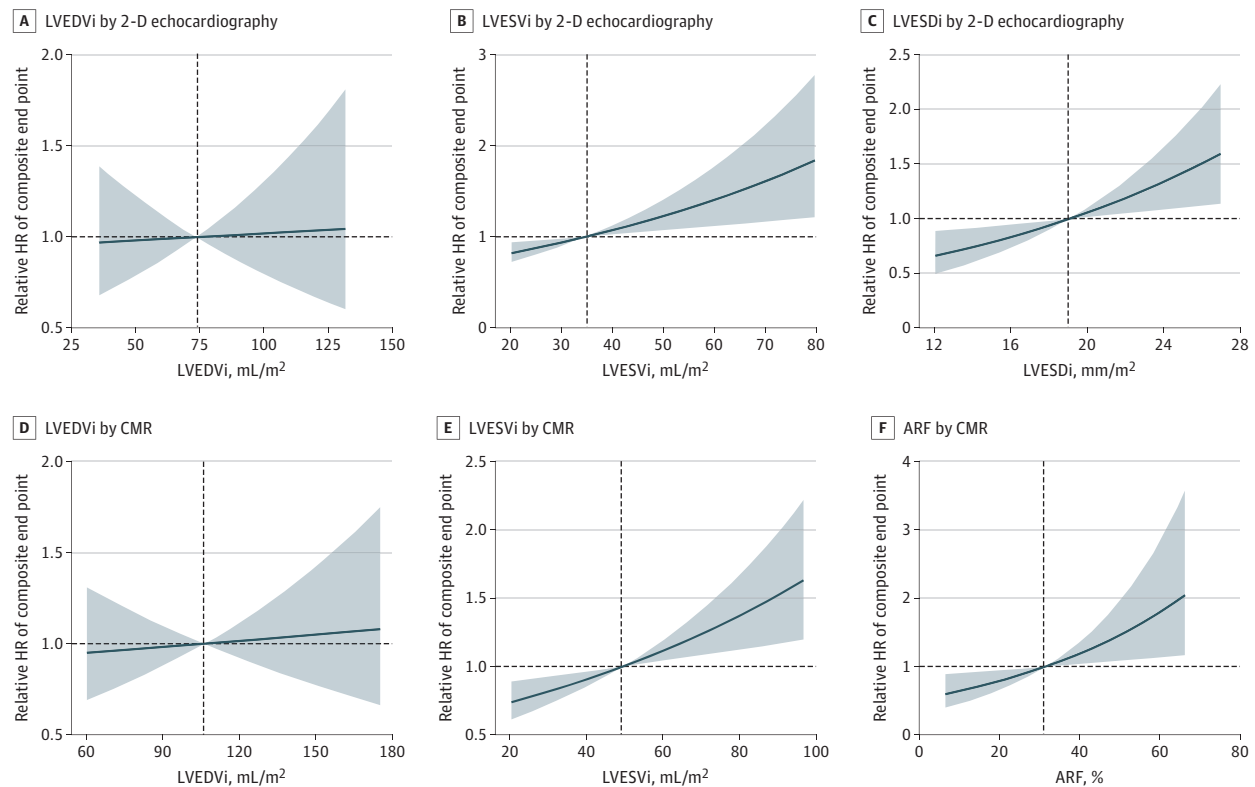 A LVEDVi by 2-D echocardiography
2.0
1.5
1.0
0.5
25 50 75 100 125 150
Relative HR of composite end point
LVEDVi, mL/m²
B LVESVi by 2-D echocardiography
3
2
1
0
20 30 40 50 60 70 80
Relative HR of composite end point
LVESVi, mL/m²
C LVESDi by 2-D echocardiography
2.5
2.0
1.5
1.0
0.5
0
12 16 20 24 28
Relative HR of composite end point
LVESDi, mm/m²
D LVEDVi by CMR
2.0
1.5
1.0
0.5
60 90 120 150 180
Relative HR of composite end point
LVEDVi, mL/m²
E LVESVi by CMR
2.5
2.0
1.5
1.0
0.5
20 40 60 80 100
Relative HR of composite end point
LVESVi, mL/m²
F ARF by CMR
4
3
2
1
0
0 20 40 60 80
Relative HR of composite end point
ARF, %